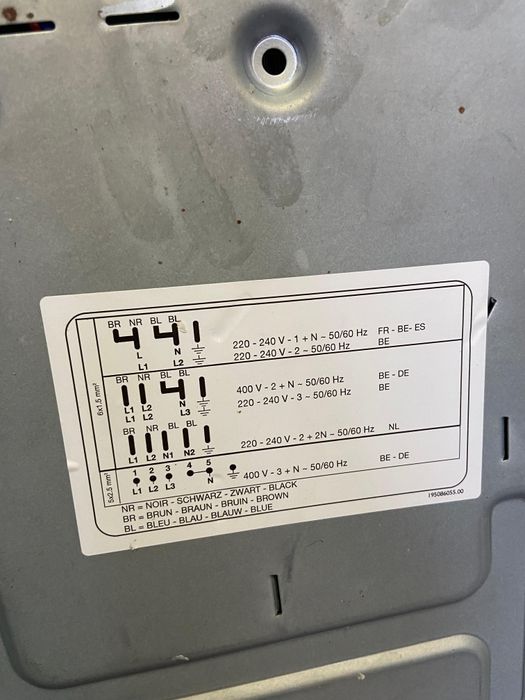 BR NR BL BL
L N
L1 L2
220 - 240 V - 1 + N ~ 50/60 Hz FR - BE- ES
220 - 240 V - 2 ~ 50/60 Hz BE
6x1.5 mm²
BR NR BL BL
L1 L2 N
L1 L2 L3
400 V - 2 + N ~ 50/60 Hz BE - DE
220 - 240 V - 3 ~ 50/60 Hz BE
BR NR BL BL
L1 L2 N1 N2
220 - 240 V - 2 + 2N ~ 50/60 Hz NL
5x2.5 mm²
1 2 3 4 5
L1 L2 L3 N
400 V - 3 + N ~ 50/60 Hz BE - DE
NR = NOIR - SCHWARZ - ZWART - BLACK
BR = BRUN - BRAUN - BRUIN - BROWN
BL = BLEU - BLAU - BLAUW - BLUE
195086055.00